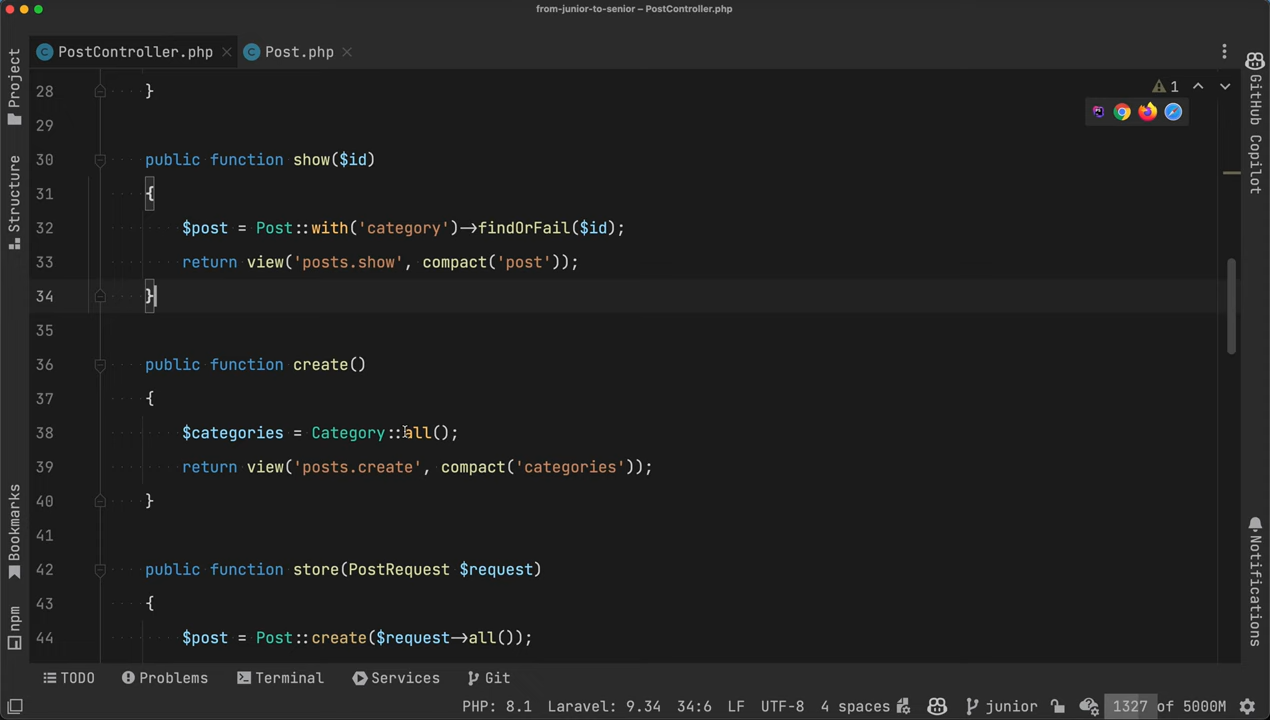 from-junior-to-senior – PostController.php
PostController.php
Post.php
Project
Structure
Bookmarks
npm
1
GitHub Copilot
Notifications
28 }
29
30 public function show($id)
31 {
32 $post = Post::with('category')->findOrFail($id);
33 return view('posts.show', compact('post'));
34 }
35
36 public function create()
37 {
38 $categories = Category::all();
39 return view('posts.create', compact('categories'));
40 }
41
42 public function store(PostRequest $request)
43 {
44 $post = Post::create($request->all());
TODO Problems Terminal Services Git
PHP: 8.1 Laravel: 9.34 34:6 LF UTF-8 4 spaces junior 1327 of 5000M